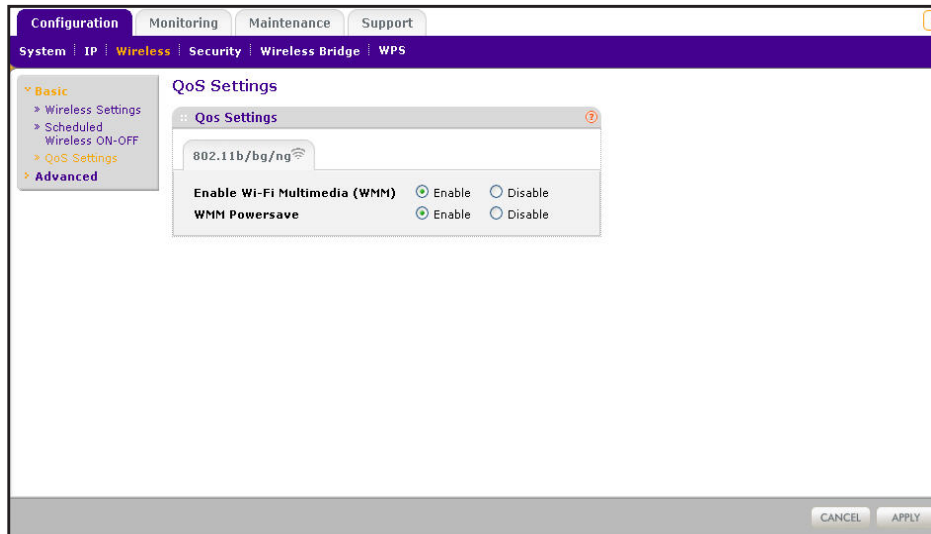 Configuration Monitoring Maintenance Support
System IP Wireless Security Wireless Bridge WPS
Basic
Wireless Settings
Scheduled
Wireless ON-OFF
QoS Settings
Advanced
QoS Settings
Qos Settings ?
802.11b/bg/ng
Enable Wi-Fi Multimedia (WMM) Enable Disable
WMM Powersave Enable Disable
CANCEL APPLY